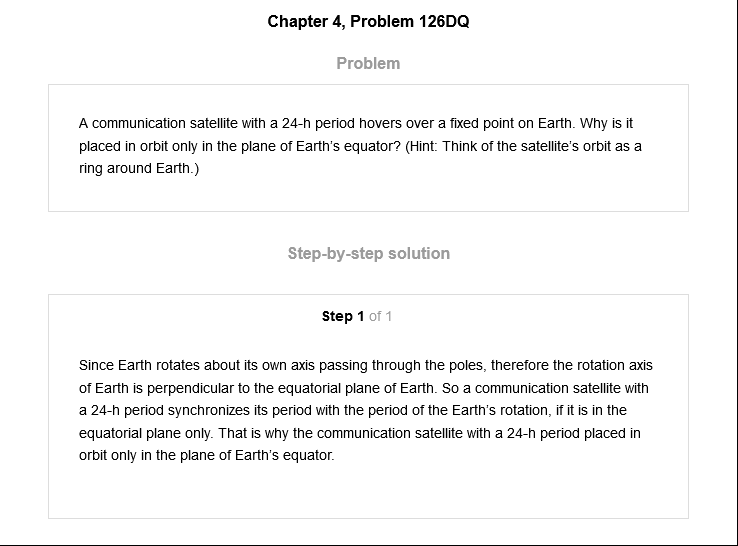 Chapter 4, Problem 126DQ
Problem
A communication satellite with a 24-h period hovers over a fixed point on Earth. Why is it
placed in orbit only in the plane of Earth's equator? (Hint: Think of the satellite's orbit as a
ring around Earth.)
Step-by-step solution
Step 1 of 1
Since Earth rotates about its own axis passing through the poles, therefore the rotation axis
of Earth is perpendicular to the equatorial plane of Earth. So a communication satellite with
a 24-h period synchronizes its period with the period of the Earth's rotation, if it is in the
equatorial plane only. That is why the communication satellite with a 24-h period placed in
orbit only in the plane of Earth's equator.